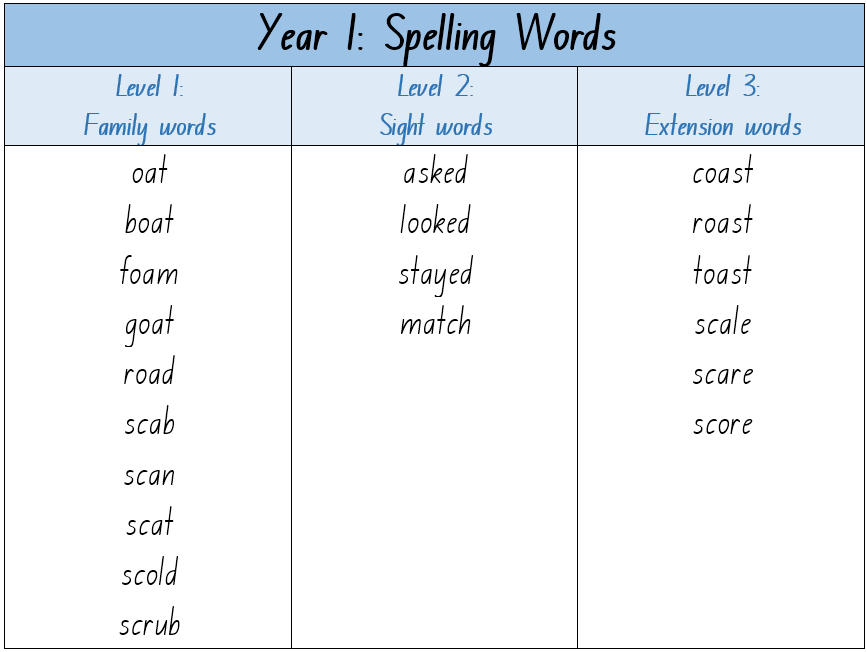 Year 1: Spelling Words
Level 1:
Family words
Level 2:
Sight words
Level 3:
Extension words
oat
boat
foam
goat
road
scab
scan
scat
scold
scrub
asked
looked
stayed
match
coast
roast
toast
scale
scare
score